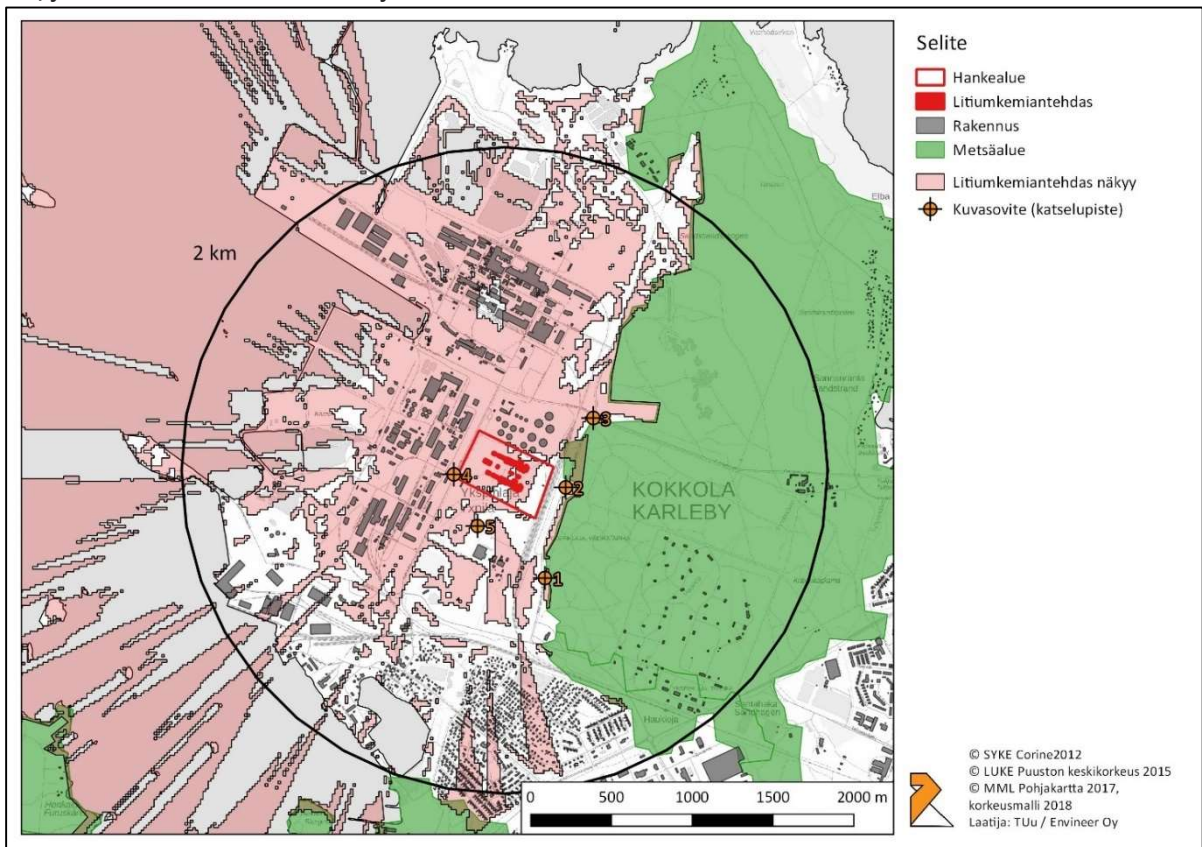 Selite
Hankealue
Litiumkemiantehdas
Rakennus
Metsäalue
Litiumkemiantehdas näkyy
Kuvasovite (katselupiste)
Elba
2 km
3
4
2
KOKKOLA
KARLEBY
5
1
Haukioja
0 500 1000 1500 2000 m
© SYKE Corine2012
© LUKE Puuston keskikorkeus 2015
© MML Pohjakartta 2017,
korkeusmalli 2018
Laatija: TUu / Envineer Oy